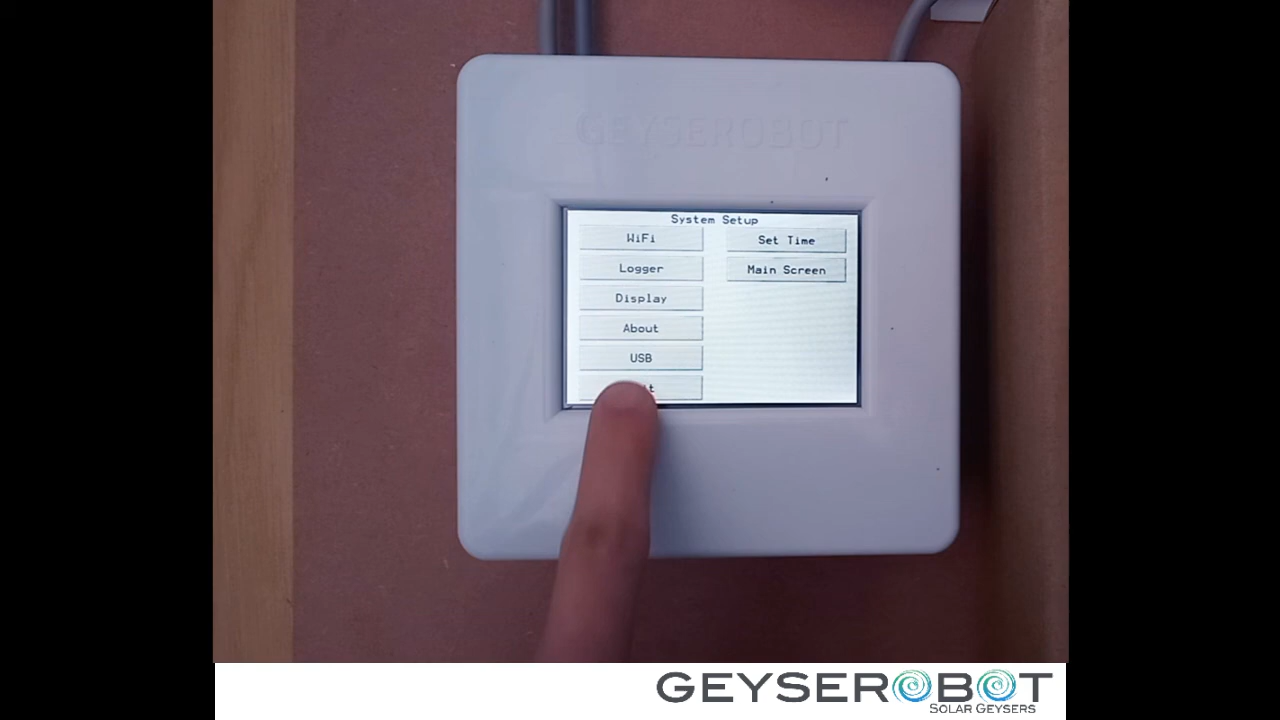 GEYSEROBOT
System Setup
WiFi
Set Time
Logger
Main Screen
Display
About
USB
GEYSEROBOT
SOLAR GEYSERS